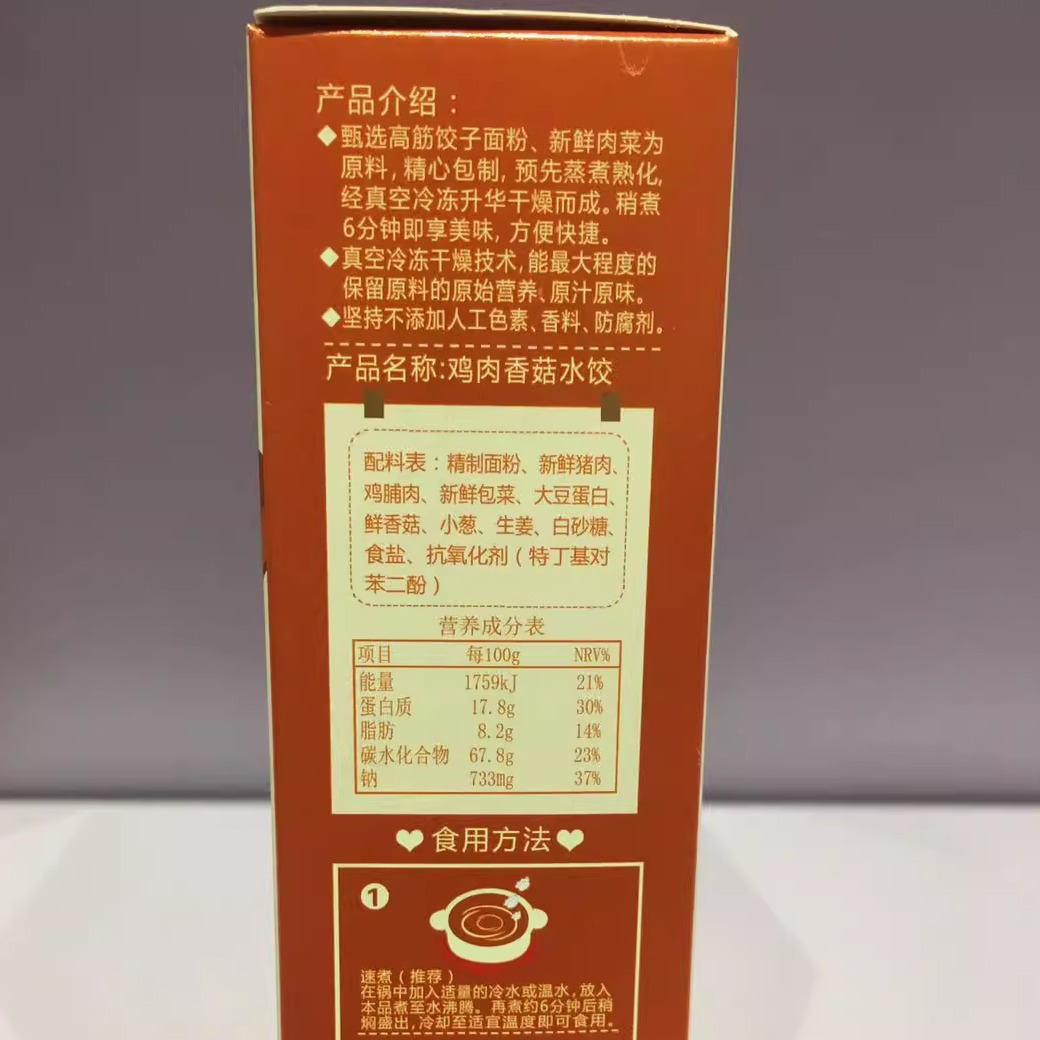 产品介绍：
◆甄选高筋饺子面粉、新鲜肉菜为
原料，精心包制，预先蒸煮熟化，
经真空冷冻升华干燥而成。稍煮
6分钟即享美味，方便快捷。
◆真空冷冻干燥技术，能最大程度的
保留原料的原始营养、原汁原味。
◆坚持不添加人工色素、香料、防腐剂。
产品名称:鸡肉香菇水饺
配料表：精制面粉、新鲜猪肉、
鸡脯肉、新鲜包菜、大豆蛋白、
鲜香菇、小葱、生姜、白砂糖、
食盐、抗氧化剂（特丁基对
苯二酚）
营养成分表
项目 每100g NRV%
能量 1759kJ 21%
蛋白质 17.8g 30%
脂肪 8.2g 14%
碳水化合物 67.8g 23%
钠 733mg 37%
食用方法
1
速煮（推荐）
在锅中加入适量的冷水或温水，放入
本品煮至水沸腾。再煮约6分钟后稍
焖盛出，冷却至适宜温度即可食用。